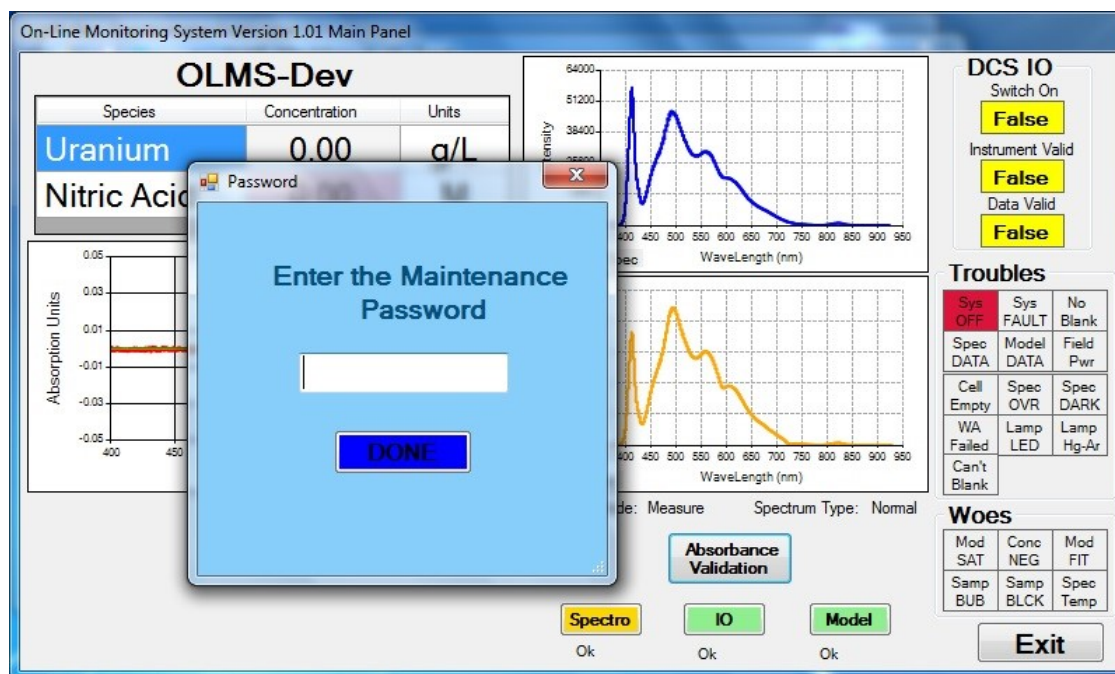 On-Line Monitoring System Version 1.01 Main Panel
OLMS-Dev
Species Concentration Units
Uranium 0.00 g/L
Nitric Acid
Password
Enter the Maintenance
Password
DONE
0.05
0.03
0.01
-0.01
-0.03
-0.05
Absorption Units
400 450
64000
51200
38400
400 450 500 550 600 650 700 750 800 850 900 950
WaveLength (nm)
400 450 500 550 600 650 700 750 800 850 900 950
WaveLength (nm)
Measure Spectrum Type: Normal
Absorbance
Validation
Spectro IO Model
Ok Ok Ok
DCS IO
Switch On
False
Instrument Valid
False
Data Valid
False
Troubles
Sys OFF
Sys FAULT
No Blank
Spec DATA
Model DATA
Field Pwr
Cell Empty
Spec OVR
Spec DARK
WA Failed
Lamp LED
Lamp Hg-Ar
Can't Blank
Woes
Mod SAT
Conc NEG
Mod FIT
Samp BUB
Samp BLCK
Spec Temp
Exit